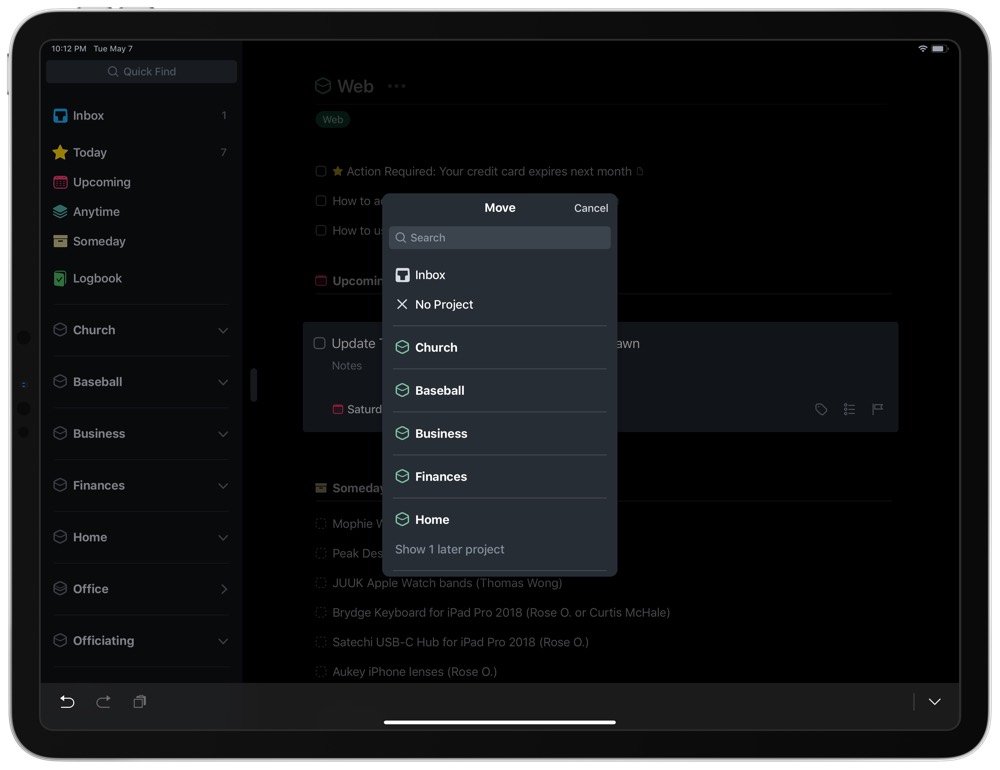 10:12 PM Tue May 7
Quick Find
Inbox 1
Today 7
Upcoming
Anytime
Someday
Logbook
Church
Baseball
Business
Finances
Home
Office
Officiating
Web
Web
Action Required: Your credit card expires next month
How to
How to
Update
awn
Notes
Someday
Mophie
Peak
JUUK Apple Watch bands (Thomas Wong)
Brydge Keyboard for iPad Pro 2018 (Rose O. or Curtis McHale)
Satechi USB-C Hub for iPad Pro 2018 (Rose O.)
Aukey iPhone lenses (Rose O.)
Move
Cancel
Search
Inbox
No Project
Church
Baseball
Business
Finances
Home
Show 1 later project